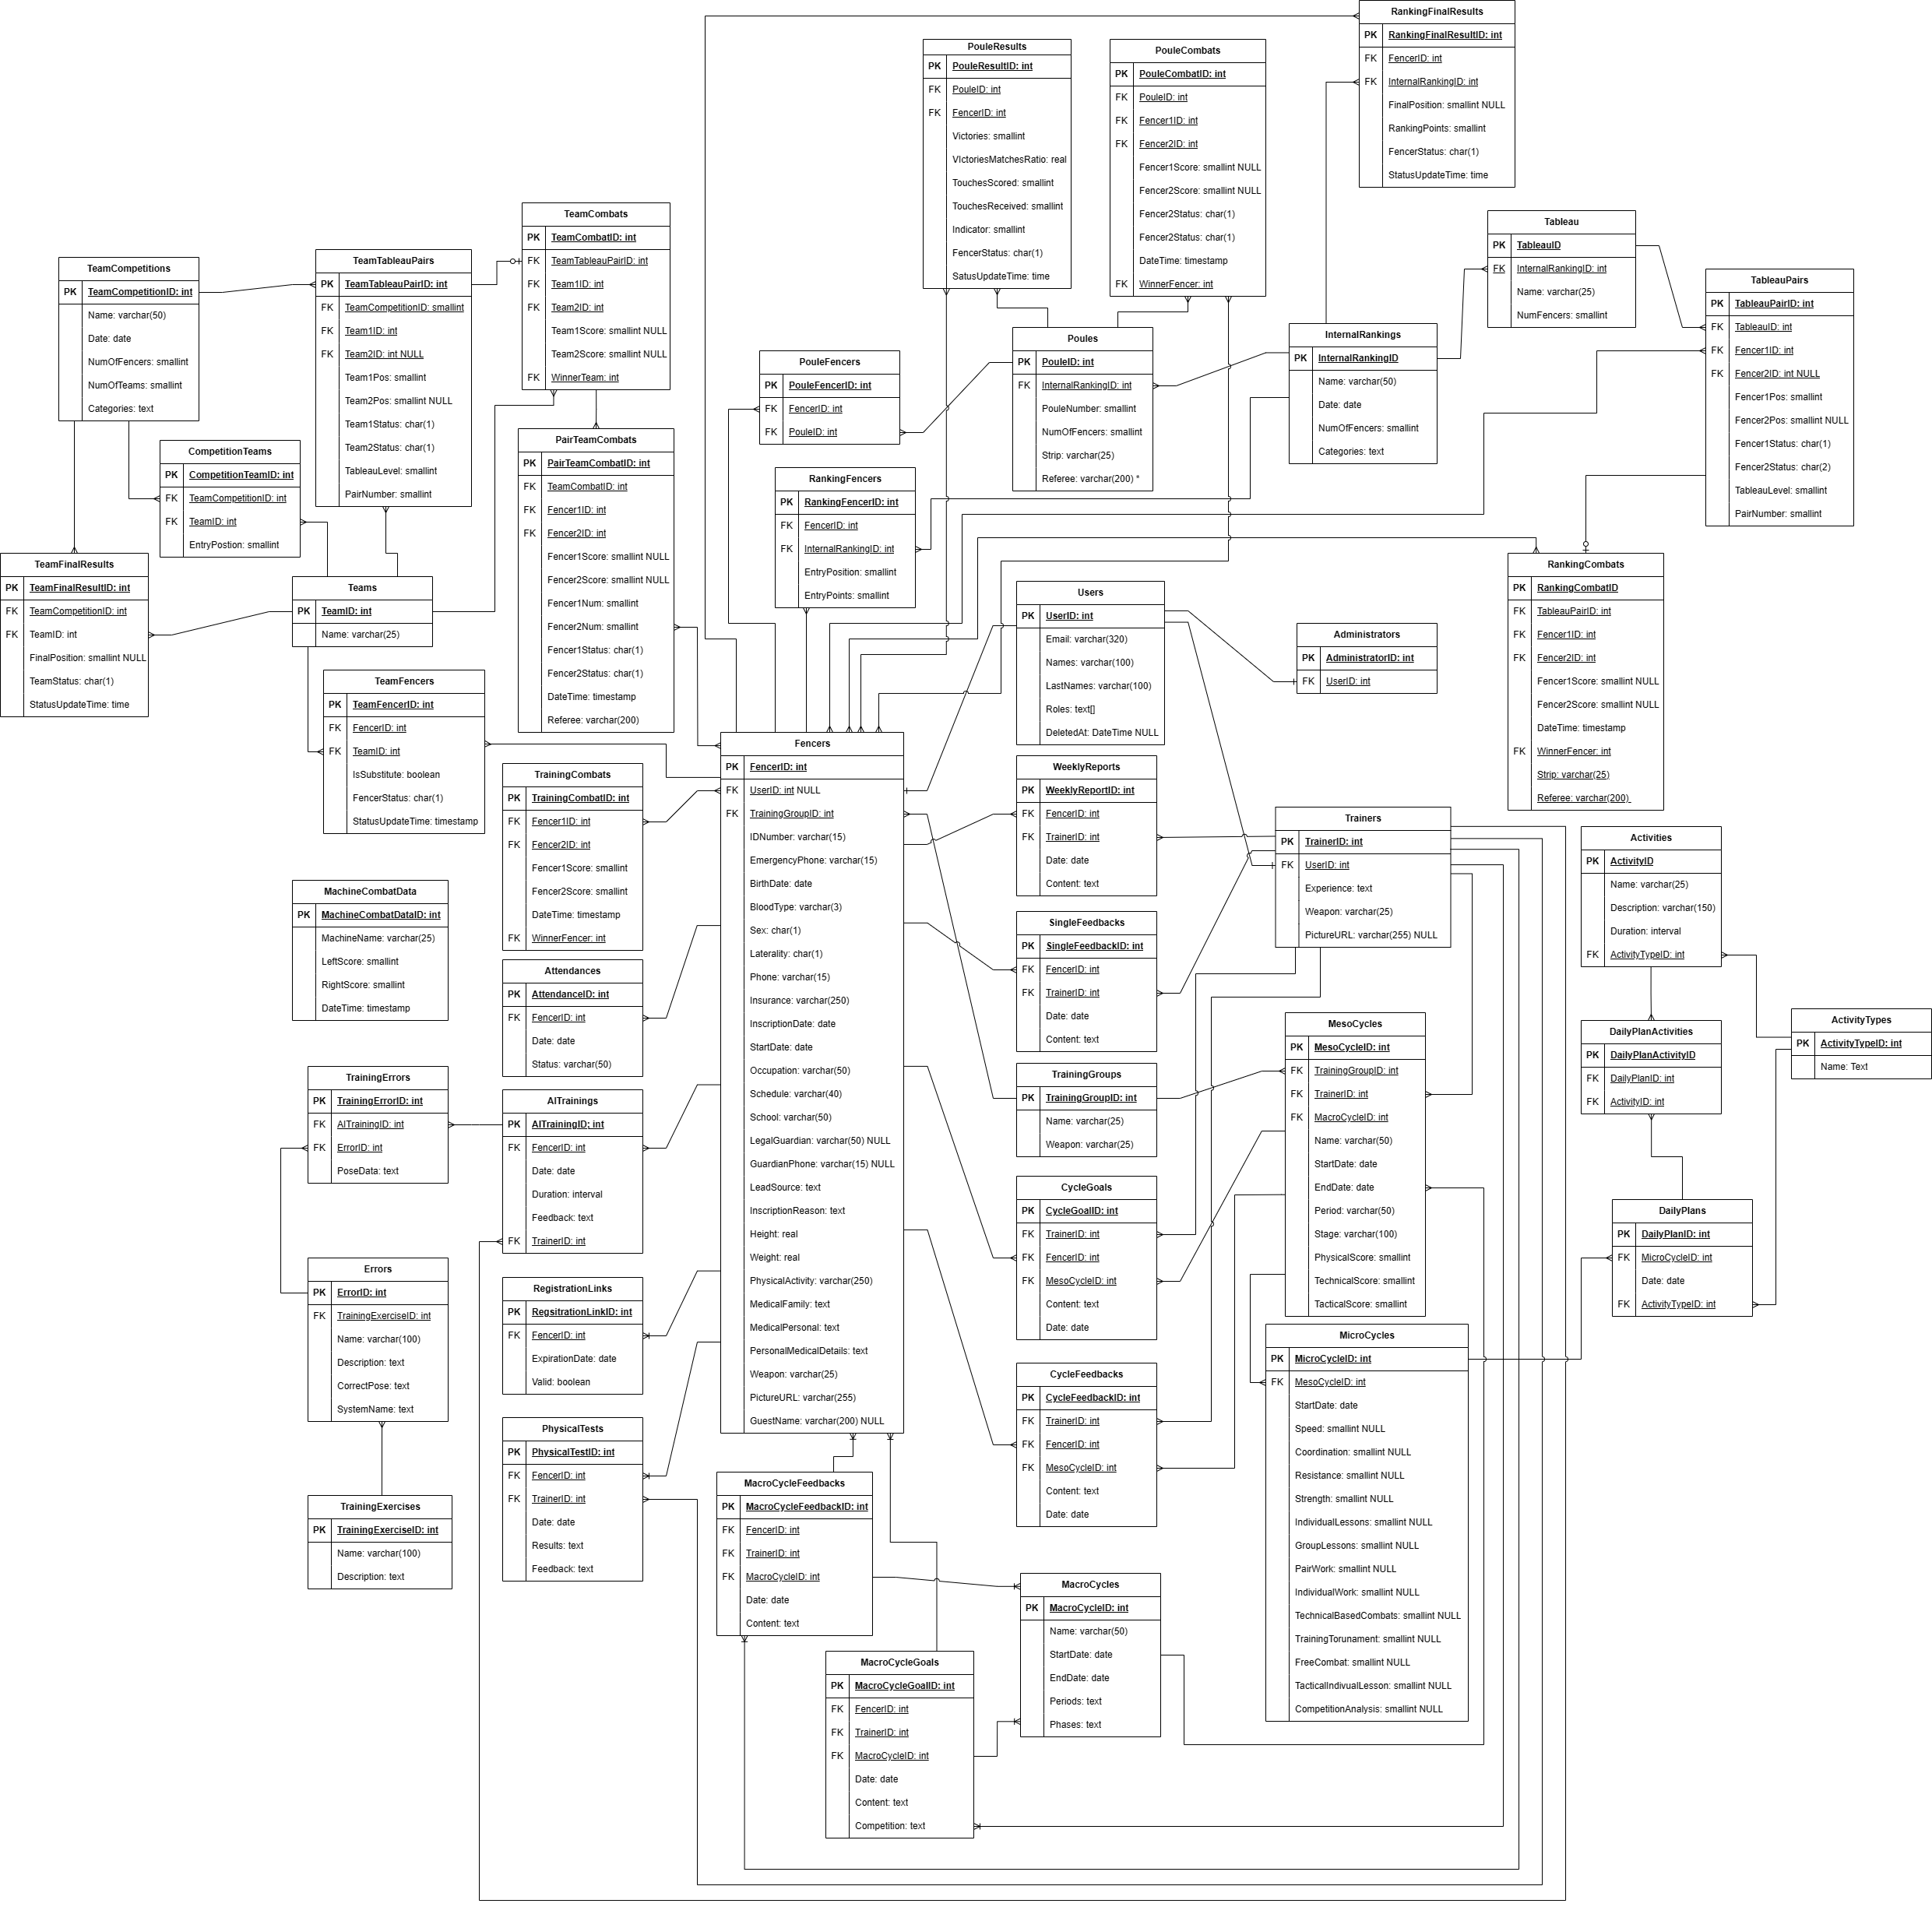 RankingFinalResults
PK RankingFinalResultID: int
FK FencerID: int
FK InternalRankingID: int
FinalPosition: smallint NULL
RankingPoints: smallint
FencerStatus: char(1)
StatusUpdateTime: time
PouleResults
PK PouleResultID: int
FK PouleID: int
FK FencerID: int
Victories: smallint
VIctoriesMatchesRatio: real
TouchesScored: smallint
TouchesReceived: smallint
Indicator: smallint
FencerStatus: char(1)
SatusUpdateTime: time
PouleCombats
PK PouleCombatID: int
FK PouleID: int
FK Fencer1ID: int
FK Fencer2ID: int
Fencer1Score: smallint NULL
Fencer2Score: smallint NULL
Fencer2Status: char(1)
Fencer2Status: char(1)
DateTime: timestamp
FK WinnerFencer: int
TeamCombats
PK TeamCombatID: int
FK TeamTableauPairID: int
FK Team1ID: int
FK Team2ID: int
Team1Score: smallint NULL
Team2Score: smallint NULL
FK WinnerTeam: int
Tableau
PK TableauID
FK InternalRankingID: int
Name: varchar(25)
NumFencers: smallint
TeamTableauPairs
PK TeamTableauPairID: int
FK TeamCompetitionID: smallint
FK Team1ID: int
FK Team2ID: int NULL
Team1Pos: smallint
Team2Pos: smallint NULL
Team1Status: char(1)
Team2Status: char(1)
TableauLevel: smallint
PairNumber: smallint
TeamCompetitions
PK TeamCompetitionID: int
Name: varchar(50)
Date: date
NumOfFencers: smallint
NumOfTeams: smallint
Categories: text
TableauPairs
PK TableauPairID: int
FK TableauID: int
FK Fencer1ID: int
FK Fencer2ID: int NULL
Fencer1Pos: smallint
Fencer2Pos: smallint NULL
Fencer1Status: char(1)
Fencer2Status: char(2)
TableauLevel: smallint
PairNumber: smallint
InternalRankings
PK InternalRankingID
Name: varchar(50)
Date: date
NumOfFencers: smallint
Categories: text
Poules
PK PouleID: int
FK InternalRankingID: int
PouleNumber: smallint
NumOfFencers: smallint
Strip: varchar(25)
Referee: varchar(200) *
PouleFencers
PK PouleFencerID: int
FK FencerID: int
FK PouleID: int
PairTeamCombats
PK PairTeamCombatID: int
FK TeamCombatID: int
FK Fencer1ID: int
FK Fencer2ID: int
Fencer1Score: smallint NULL
Fencer2Score: smallint NULL
Fencer1Num: smallint
Fencer2Num: smallint
Fencer1Status: char(1)
Fencer2Status: char(1)
DateTime: timestamp
Referee: varchar(200)
CompetitionTeams
PK CompetitionTeamID: int
FK TeamCompetitionID: int
FK TeamID: int
EntryPostion: smallint
RankingFencers
PK RankingFencerID: int
FK FencerID: int
FK InternalRankingID: int
EntryPosition: smallint
EntryPoints: smallint
TeamFinalResults
PK TeamFinalResultID: int
FK TeamCompetitionID: int
FK TeamID: int
FinalPosition: smallint NULL
TeamStatus: char(1)
StatusUpdateTime: time
Teams
PK TeamID: int
Name: varchar(25)
RankingCombats
PK RankingCombatID
FK TableauPairID: int
FK Fencer1ID: int
FK Fencer2ID: int
Fencer1Score: smallint NULL
Fencer2Score: smallint NULL
DateTime: timestamp
FK WinnerFencer: int
Strip: varchar(25)
Referee: varchar(200)
Users
PK UserID: int
Email: varchar(320)
Names: varchar(100)
LastNames: varchar(100)
Roles: text[]
DeletedAt: DateTime NULL
Administrators
PK AdministratorID: int
FK UserID: int
TeamFencers
PK TeamFencerID: int
FK FencerID: int
FK TeamID: int
IsSubstitute: boolean
FencerStatus: char(1)
StatusUpdateTime: timestamp
Fencers
PK FencerID: int
FK UserID: int NULL
FK TrainingGroupID: int
IDNumber: varchar(15)
EmergencyPhone: varchar(15)
BirthDate: date
BloodType: varchar(3)
Sex: char(1)
Laterality: char(1)
Phone: varchar(15)
Insurance: varchar(250)
InscriptionDate: date
StartDate: date
Occupation: varchar(50)
Schedule: varchar(40)
School: varchar(50)
LegalGuardian: varchar(50) NULL
GuardianPhone: varchar(15) NULL
LeadSource: text
InscriptionReason: text
Height: real
Weight: real
PhysicalActivity: varchar(250)
MedicalFamily: text
MedicalPersonal: text
PersonalMedicalDetails: text
Weapon: varchar(25)
PictureURL: varchar(255)
GuestName: varchar(200) NULL
TrainingCombats
PK TrainingCombatID: int
FK Fencer1ID: int
FK Fencer2ID: int
Fencer1Score: smallint
Fencer2Score: smallint
DateTime: timestamp
FK WinnerFencer: int
WeeklyReports
PK WeeklyReportID: int
FK FencerID: int
FK TrainerID: int
Date: date
Content: text
Trainers
PK TrainerID: int
FK UserID: int
Experience: text
Weapon: varchar(25)
PictureURL: varchar(255) NULL
Activities
PK ActivityID
Name: varchar(25)
Description: varchar(150)
Duration: interval
FK ActivityTypeID: int
MachineCombatData
PK MachineCombatDataID: int
MachineName: varchar(25)
LeftScore: smallint
RightScore: smallint
DateTime: timestamp
SingleFeedbacks
PK SingleFeedbackID: int
FK FencerID: int
FK TrainerID: int
Date: date
Content: text
Attendances
PK AttendanceID: int
FK FencerID: int
Date: date
Status: varchar(50)
ActivityTypes
PK ActivityTypeID: int
Name: Text
DailyPlanActivities
PK DailyPlanActivityID
FK DailyPlanID: int
FK ActivityID: int
MesoCycles
PK MesoCycleID: int
FK TrainingGroupID: int
FK TrainerID: int
FK MacroCycleID: int
Name: varchar(50)
StartDate: date
EndDate: date
Period: varchar(50)
Stage: varchar(100)
PhysicalScore: smallint
TechnicalScore: smallint
TacticalScore: smallint
TrainingGroups
PK TrainingGroupID: int
Name: varchar(25)
Weapon: varchar(25)
TrainingErrors
PK TrainingErrorID: int
FK AITrainingID: int
FK ErrorID: int
PoseData: text
AITrainings
PK AITrainingID: int
FK FencerID: int
Date: date
Duration: interval
Feedback: text
FK TrainerID: int
CycleGoals
PK CycleGoalID: int
FK TrainerID: int
FK FencerID: int
FK MesoCycleID: int
Content: text
Date: date
DailyPlans
PK DailyPlanID: int
FK MicroCycleID: int
Date: date
FK ActivityTypeID: int
Errors
PK ErrorID: int
FK TrainingExerciseID: int
Name: varchar(100)
Description: text
CorrectPose: text
SystemName: text
RegistrationLinks
PK RegsitrationLinkID: int
FK FencerID: int
ExpirationDate: date
Valid: boolean
MicroCycles
PK MicroCycleID: int
FK MesoCycleID: int
StartDate: date
Speed: smallint NULL
Coordination: smallint NULL
Resistance: smallint NULL
Strength: smallint NULL
IndividualLessons: smallint NULL
GroupLessons: smallint NULL
PairWork: smallint NULL
IndividualWork: smallint NULL
TechnicalBasedCombats: smallint NULL
TrainingTorunament: smallint NULL
FreeCombat: smallint NULL
TacticalIndivualLesson: smallint NULL
CompetitionAnalysis: smallint NULL
CycleFeedbacks
PK CycleFeedbackID: int
FK TrainerID: int
FK FencerID: int
FK MesoCycleID: int
Content: text
Date: date
PhysicalTests
PK PhysicalTestID: int
FK FencerID: int
FK TrainerID: int
Date: date
Results: text
Feedback: text
MacroCycleFeedbacks
PK MacroCycleFeedbackID: int
FK FencerID: int
FK TrainerID: int
FK MacroCycleID: int
Date: date
Content: text
TrainingExercises
PK TrainingExerciseID: int
Name: varchar(100)
Description: text
MacroCycles
PK MacroCycleID: int
Name: varchar(50)
StartDate: date
EndDate: date
Periods: text
Phases: text
MacroCycleGoals
PK MacroCycleGoalID: int
FK FencerID: int
FK TrainerID: int
FK MacroCycleID: int
Date: date
Content: text
Competition: text